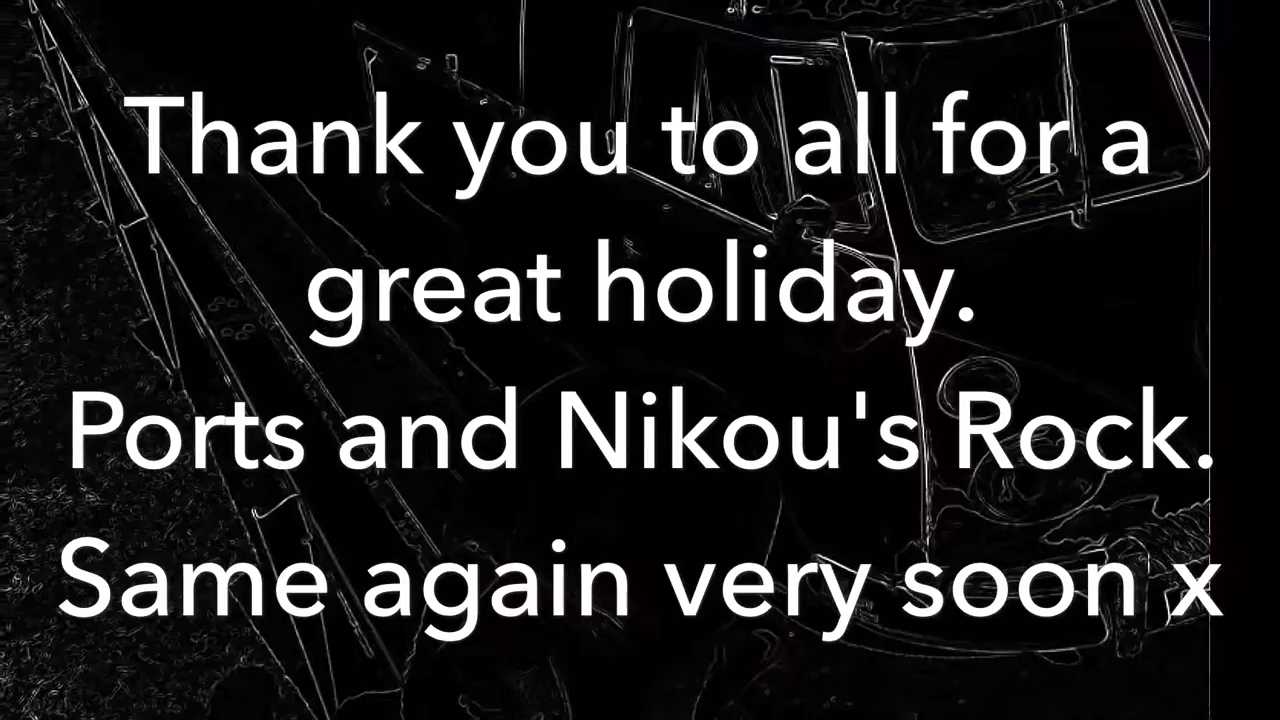 Thank you to all for a
great holiday.
Ports and Nikou's Rock.
Same again very soon x